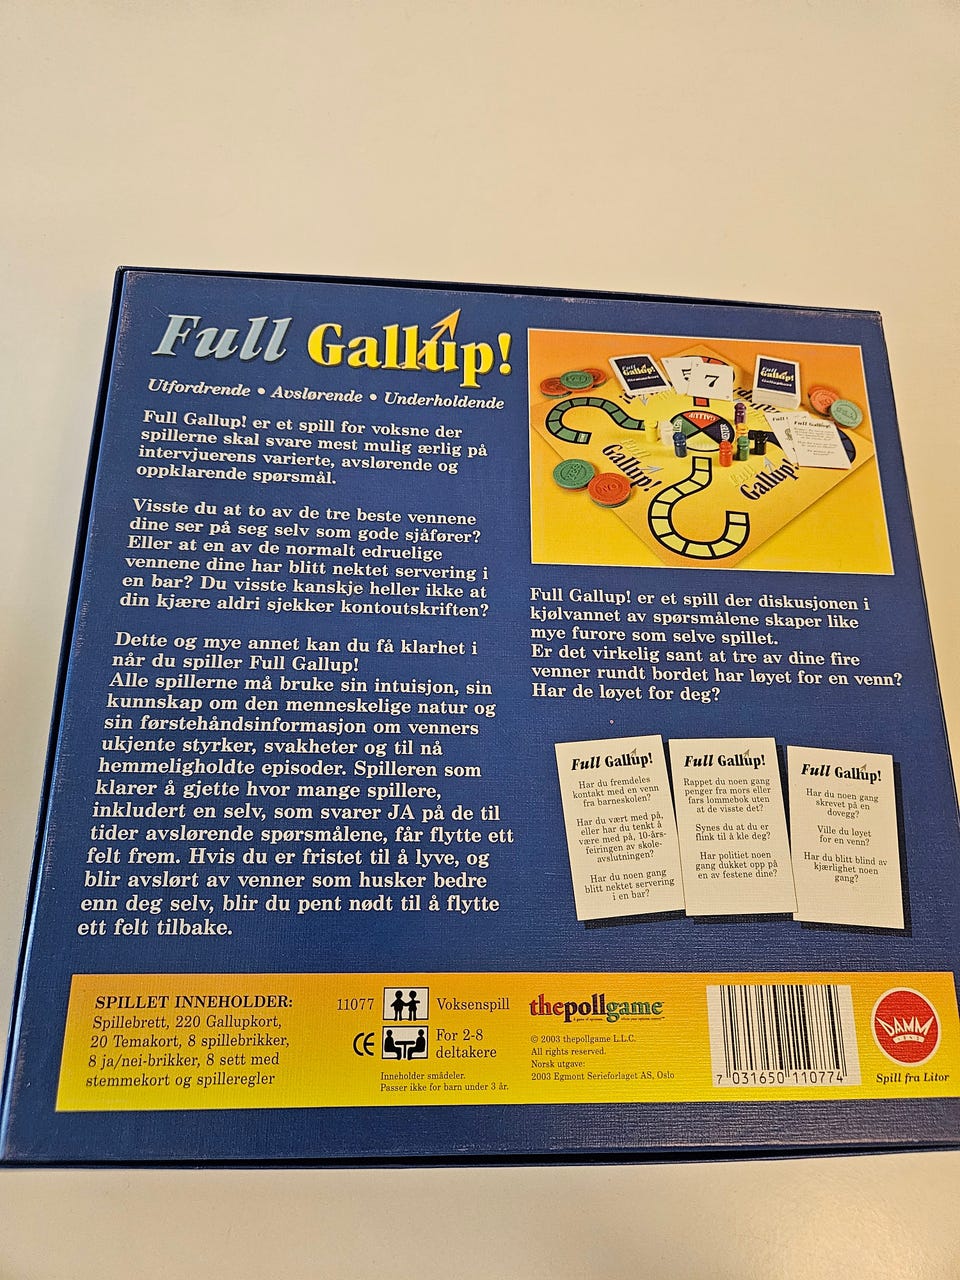 Full Gallup!
Utfordrende • Avslørende • Underholdende
Full Gallup! er et spill for voksne der
spillerne skal svare mest mulig ærlig på
intervjuerens varierte, avslørende og
oppklarende spørsmål.
Visste du at to av de tre beste vennene
dine ser på seg selv som gode sjåfører?
Eller at en av de normalt edruelige
vennene dine har blitt nektet servering i
en bar? Du visste kanskje heller ikke at
din kjære aldri sjekker kontoutskriften?
Dette og mye annet kan du få klarhet i
når du spiller Full Gallup!
Alle spillerne må bruke sin intuisjon, sin
kunnskap om den menneskelige natur og
sin førstehåndsinformasjon om venners
ukjente styrker, svakheter og til nå
hemmeligholdte episoder. Spilleren som
klarer å gjette hvor mange spillere,
inkludert en selv, som svarer JA på de til
tider avslørende spørsmålene, får flytte ett
felt frem. Hvis du er fristet til å lyve, og
blir avslørt av venner som husker bedre
enn deg selv, blir du pent nødt til å flytte
ett felt tilbake.
Full Gallup!
Full Gallup!
7
Gallup!
Gallup!
Full Gallup!
Full Gallup! er et spill der diskusjonen i
kjølvannet av spørsmålene skaper like
mye furore som selve spillet.
Er det virkelig sant at tre av dine fire
venner rundt bordet har løyet for en venn?
Har de løyet for deg?
Full Gallup!
Har du fremdeles
kontakt med en venn
fra barneskolen?
Har du vært med på,
eller har du tenkt å
være med på, 10-års-
feiringen av skole-
avslutningen?
Har du noen gang
blitt nektet servering
i en bar?
Full Gallup!
Rappet du noen gang
penger fra mors eller
fars lommebok uten
at de visste det?
Synes du at du er
flink til å kle deg?
Har politiet noen
gang dukket opp på
en av festene dine?
Full Gallup!
Har du noen gang
skrevet på en
dovegg?
Ville du løyet
for en venn?
Har du blitt blind av
kjærlighet noen
gang?
SPILLET INNEHOLDER:
Spillebrett, 220 Gallupkort,
20 Temakort, 8 spillebrikker,
8 ja/nei-brikker, 8 sett med
stemmekort og spilleregler
11077
Voksenspill
CE
For 2-8
deltakere
Inneholder smådeler.
Passer ikke for barn under 3 år.
thepollgame
© 2003 thepollgame L.L.C.
All rights reserved.
Norsk utgave:
2003 Egmont Serieforlaget AS, Oslo
7 031650 110774
DAMM
Spill fra Litor